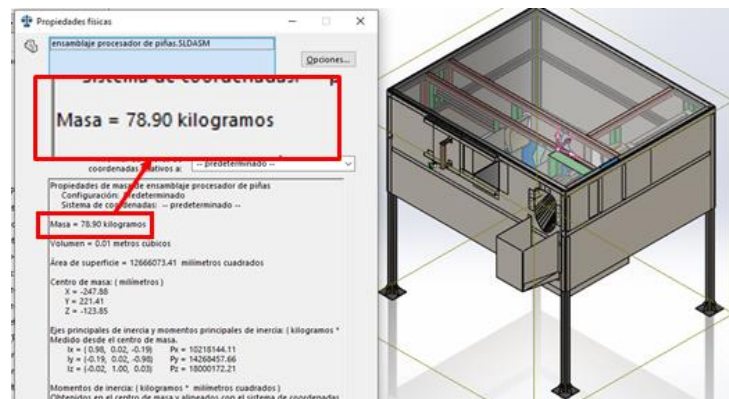 Propiedades físicas
ensamblaje procesador de piñas.SLDASM
Opciones...
Masa = 78.90 kilogramos
coordenadas relativos a:
-- predeterminado --
Propiedades de masa de ensamblaje procesador de piñas
Configuración: Predeterminado
Sistema de coordenadas: -- predeterminado --
Masa = 78.90 kilogramos
Volumen = 0.01 metros cúbicos
Área de superficie = 12666073.41 milímetros cuadrados
Centro de masa: ( milímetros )
X = -247.88
Y = 221.41
Z = -123.85
Ejes principales de inercia y momentos principales de inercia: ( kilogramos *
Medido desde el centro de masa.
Ix = ( 0.98, 0.02, -0.19) Px = 10218144.11
Iy = (-0.19, 0.02, -0.98) Py = 14268457.66
Iz = (-0.02, 1.00, 0.03) Pz = 18000172.21
Momentos de inercia: ( kilogramos * milímetros cuadrados )
Obtenidos en el centro de masa y alineados con el sistema de coordenadas